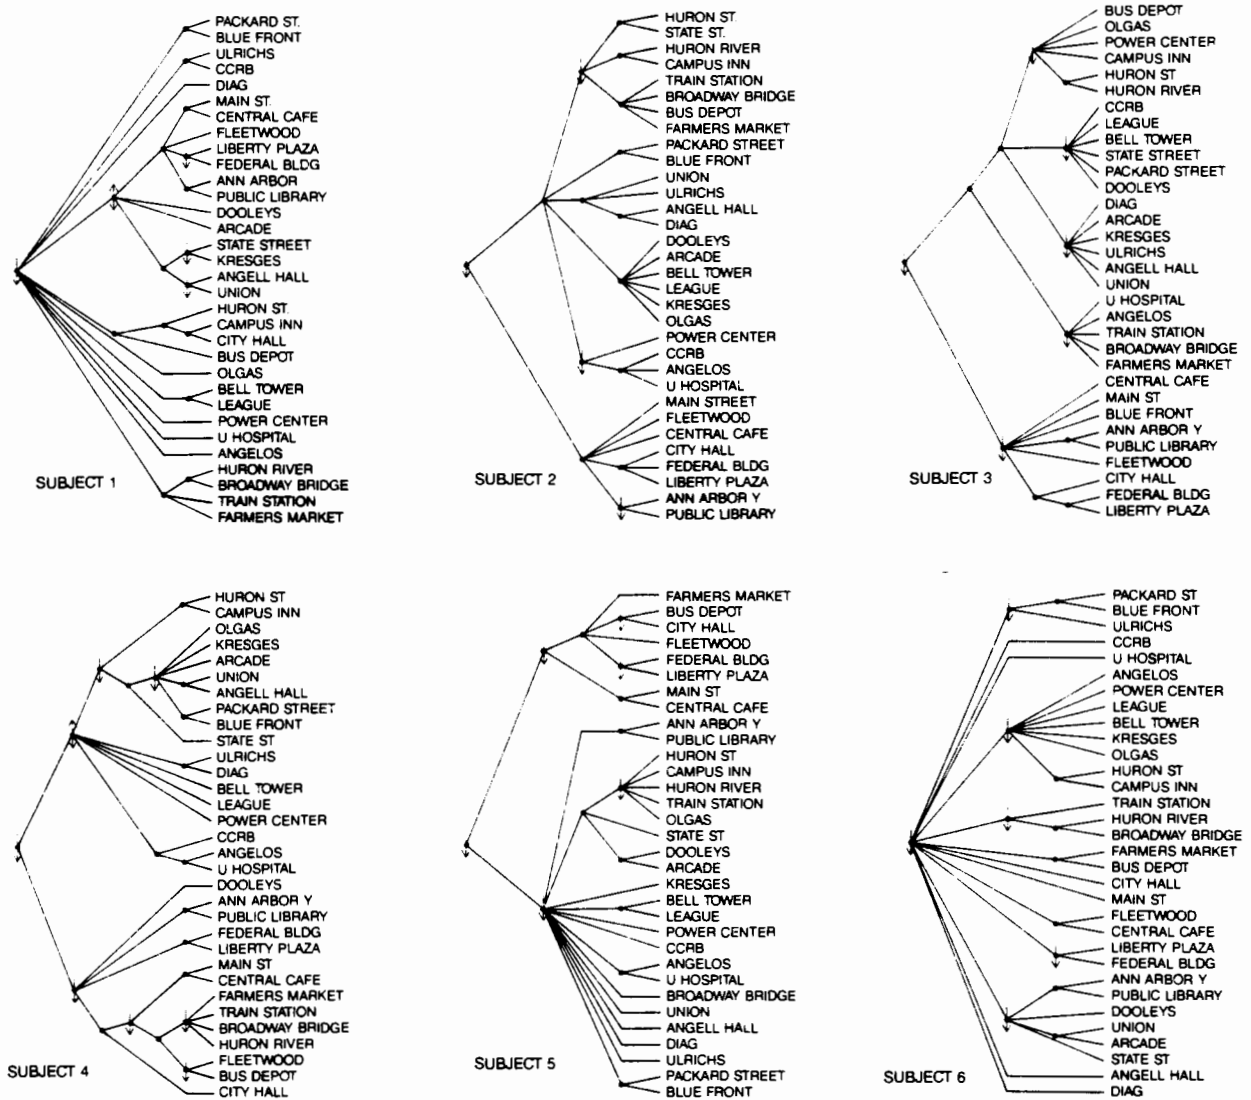 PACKARD ST.
BLUE FRONT
ULRICHS
CCRB
DIAG
MAIN ST.
CENTRAL CAFE
FLEETWOOD
LIBERTY PLAZA
FEDERAL BLDG
ANN ARBOR
PUBLIC LIBRARY
DOOLEYS
ARCADE
STATE STREET
KRESGES
ANGELL HALL
UNION
HURON ST.
CAMPUS INN
CITY HALL
BUS DEPOT
OLGAS
BELL TOWER
LEAGUE
POWER CENTER
U HOSPITAL
ANGELOS
HURON RIVER
BROADWAY BRIDGE
TRAIN STATION
FARMERS MARKET
SUBJECT 1
HURON ST.
STATE ST.
HURON RIVER
CAMPUS INN
TRAIN STATION
BROADWAY BRIDGE
BUS DEPOT
FARMERS MARKET
PACKARD STREET
BLUE FRONT
UNION
ULRICHS
ANGELL HALL
DIAG
DOOLEYS
ARCADE
BELL TOWER
LEAGUE
KRESGES
OLGAS
POWER CENTER
CCRB
ANGELOS
U HOSPITAL
MAIN STREET
FLEETWOOD
CENTRAL CAFE
CITY HALL
FEDERAL BLDG
LIBERTY PLAZA
ANN ARBOR Y
PUBLIC LIBRARY
SUBJECT 2
BUS DEPOT
OLGAS
POWER CENTER
CAMPUS INN
HURON ST
HURON RIVER
CCRB
LEAGUE
BELL TOWER
STATE STREET
PACKARD STREET
DOOLEYS
DIAG
ARCADE
KRESGES
ULRICHS
ANGELL HALL
UNION
U HOSPITAL
ANGELOS
TRAIN STATION
BROADWAY BRIDGE
FARMERS MARKET
CENTRAL CAFE
MAIN ST
BLUE FRONT
ANN ARBOR Y
PUBLIC LIBRARY
FLEETWOOD
CITY HALL
FEDERAL BLDG
LIBERTY PLAZA
SUBJECT 3
HURON ST
CAMPUS INN
OLGAS
KRESGES
ARCADE
UNION
ANGELL HALL
PACKARD STREET
BLUE FRONT
STATE ST
ULRICHS
DIAG
BELL TOWER
LEAGUE
POWER CENTER
CCRB
ANGELOS
U HOSPITAL
DOOLEYS
ANN ARBOR Y
PUBLIC LIBRARY
FEDERAL BLDG
LIBERTY PLAZA
MAIN ST
CENTRAL CAFE
FARMERS MARKET
TRAIN STATION
BROADWAY BRIDGE
HURON RIVER
FLEETWOOD
BUS DEPOT
CITY HALL
SUBJECT 4
FARMERS MARKET
BUS DEPOT
CITY HALL
FLEETWOOD
FEDERAL BLDG
LIBERTY PLAZA
MAIN ST
CENTRAL CAFE
ANN ARBOR Y
PUBLIC LIBRARY
HURON ST
CAMPUS INN
HURON RIVER
TRAIN STATION
OLGAS
STATE ST
DOOLEYS
ARCADE
KRESGES
BELL TOWER
LEAGUE
POWER CENTER
CCRB
ANGELOS
U HOSPITAL
BROADWAY BRIDGE
UNION
ANGELL HALL
DIAG
ULRICHS
PACKARD STREET
BLUE FRONT
SUBJECT 5
PACKARD ST
BLUE FRONT
ULRICHS
CCRB
U HOSPITAL
ANGELOS
POWER CENTER
LEAGUE
BELL TOWER
KRESGES
OLGAS
HURON ST
CAMPUS INN
TRAIN STATION
HURON RIVER
BROADWAY BRIDGE
FARMERS MARKET
BUS DEPOT
CITY HALL
MAIN ST
FLEETWOOD
CENTRAL CAFE
LIBERTY PLAZA
FEDERAL BLDG
ANN ARBOR Y
PUBLIC LIBRARY
DOOLEYS
UNION
ARCADE
STATE ST
ANGELL HALL
DIAG
SUBJECT 6